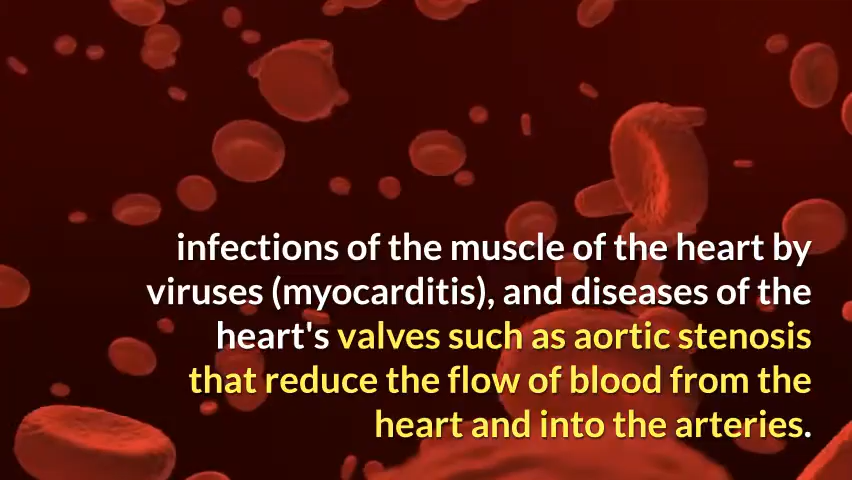 infections of the muscle of the heart by
viruses (myocarditis), and diseases of the
heart's valves such as aortic stenosis
that reduce the flow of blood from the
heart and into the arteries.